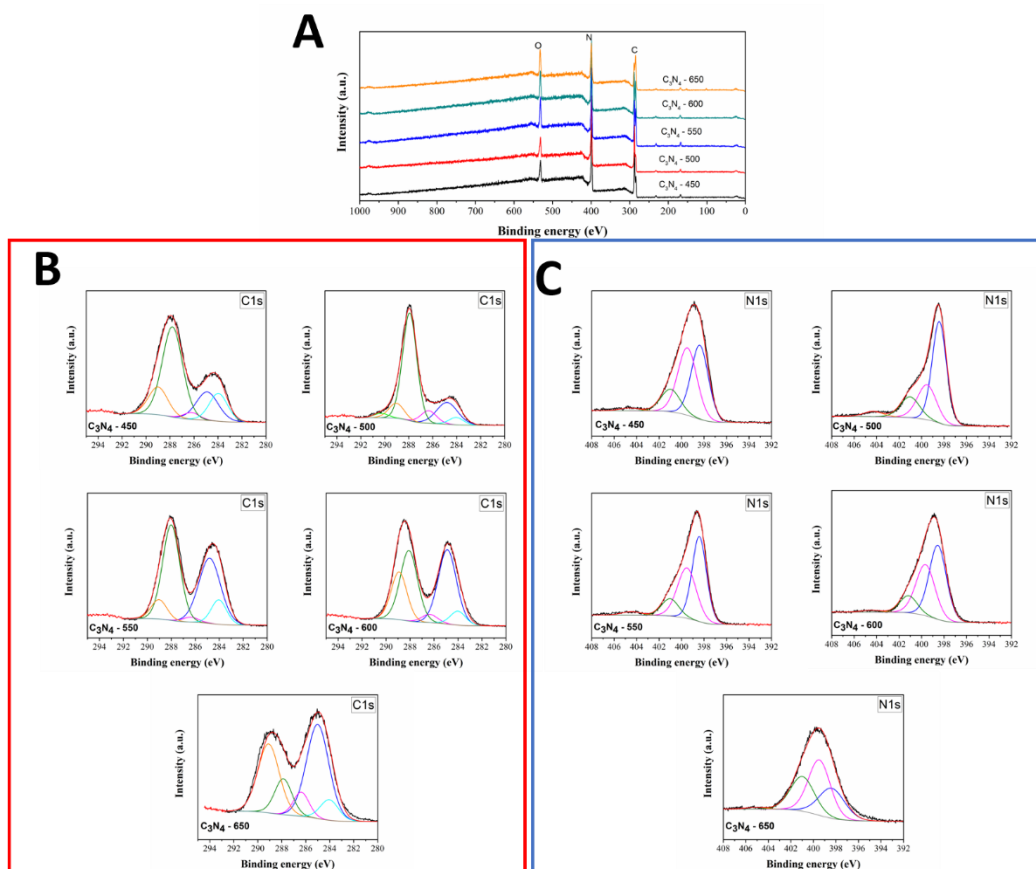 A
O N C
Intensity (a.u.)
C3N4 - 650
C3N4 - 600
C3N4 - 550
C3N4 - 500
C3N4 - 450
1000 900 800 700 600 500 400 300 200 100 0
Binding energy (eV)
B
C1s
Intensity (a.u.)
C3N4 - 450
294 292 290 288 286 284 282 280
Binding energy (eV)
C1s
Intensity (a.u.)
C3N4 - 500
294 292 290 288 286 284 282 280
Binding energy (eV)
C1s
Intensity (a.u.)
C3N4 - 550
294 292 290 288 286 284 282 280
Binding energy (eV)
C1s
Intensity (a.u.)
C3N4 - 600
294 292 290 288 286 284 282 280
Binding energy (eV)
C1s
Intensity (a.u.)
C3N4 - 650
294 292 290 288 286 284 282 280
Binding energy (eV)
C
N1s
Intensity (a.u.)
C3N4 - 450
408 406 404 402 400 398 396 394 392
Binding energy (eV)
N1s
Intensity (a.u.)
C3N4 - 500
408 406 404 402 400 398 396 394 392
Binding energy (eV)
N1s
Intensity (a.u.)
C3N4 - 550
408 406 404 402 400 398 396 394 392
Binding energy (eV)
N1s
Intensity (a.u.)
C3N4 - 600
408 406 404 402 400 398 396 394 392
Binding energy (eV)
N1s
Intensity (a.u.)
C3N4 - 650
408 406 404 402 400 398 396 394 392
Binding energy (eV)